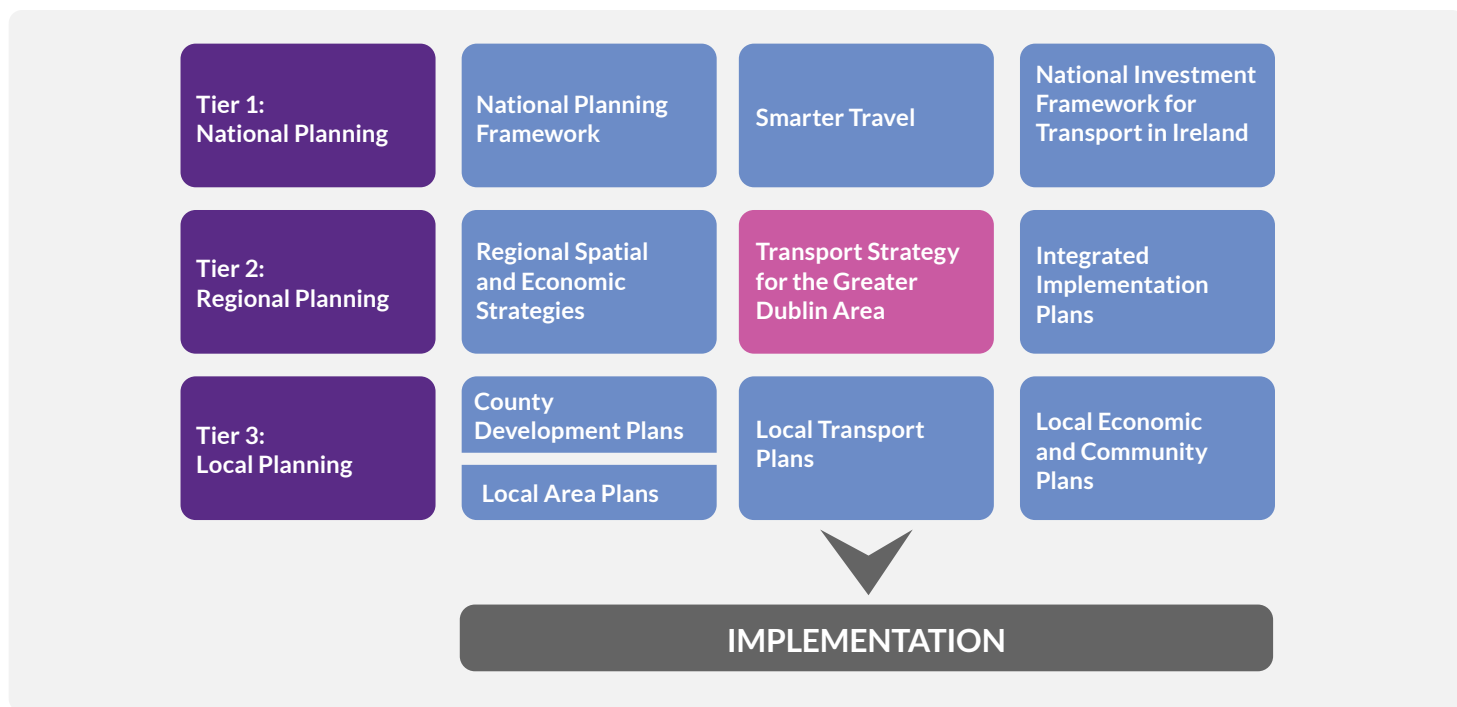 Tier 1:
National Planning
National Planning
Framework
Smarter Travel
National Investment
Framework for
Transport in Ireland
Tier 2:
Regional Planning
Regional Spatial
and Economic
Strategies
Transport Strategy
for the Greater
Dublin Area
Integrated
Implementation
Plans
Tier 3:
Local Planning
County
Development Plans
Local Area Plans
Local Transport
Plans
Local Economic
and Community
Plans
IMPLEMENTATION